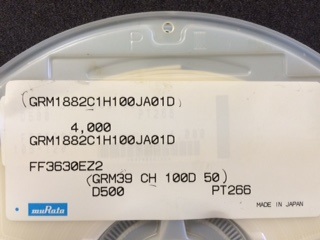 (GRM1882C1H100JA01D)
4,000
GRM1882C1H100JA01D
FF3630EZ2
(GRM39 CH 100D 50)
D500 PT266
muRata MADE IN JAPAN